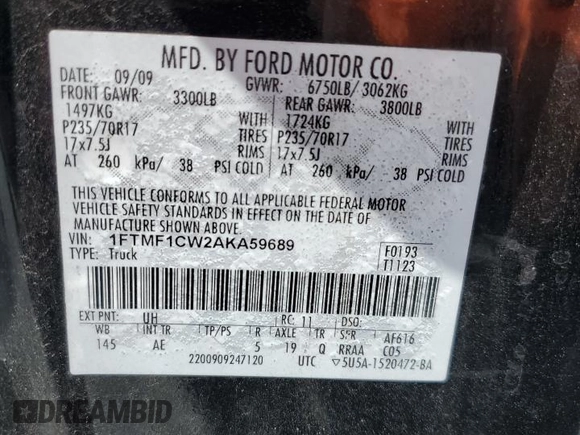 MFD. BY FORD MOTOR CO.
DATE: 09/09 GVWR: 6750LB/ 3062KG
FRONT GAWR: 3300LB REAR GAWR: 3800LB
1497KG WITH 1724KG WITH
P235/70R17 TIRES P235/70R17 TIRES
17x7.5J RIMS 17x7.5J RIMS
AT 260 kPa/ 38 PSI COLD AT 260 kPa/ 38 PSI COLD
THIS VEHICLE CONFORMS TO ALL APPLICABLE FEDERAL MOTOR
VEHICLE SAFETY STANDARDS IN EFFECT ON THE DATE OF
MANUFACTURE SHOWN ABOVE.
VIN: 1FTMF1CW2AKA59689
TYPE: Truck
F0193
T1123
EXT PNT: UH RC: 11 DSO:
WB INT TR TP/PS R AXLE TR SPR AF616
145 AE 5 19 Q RRAA C05
2200909247120 UTC ▽5U5A-1520472-BA
DREAMBID